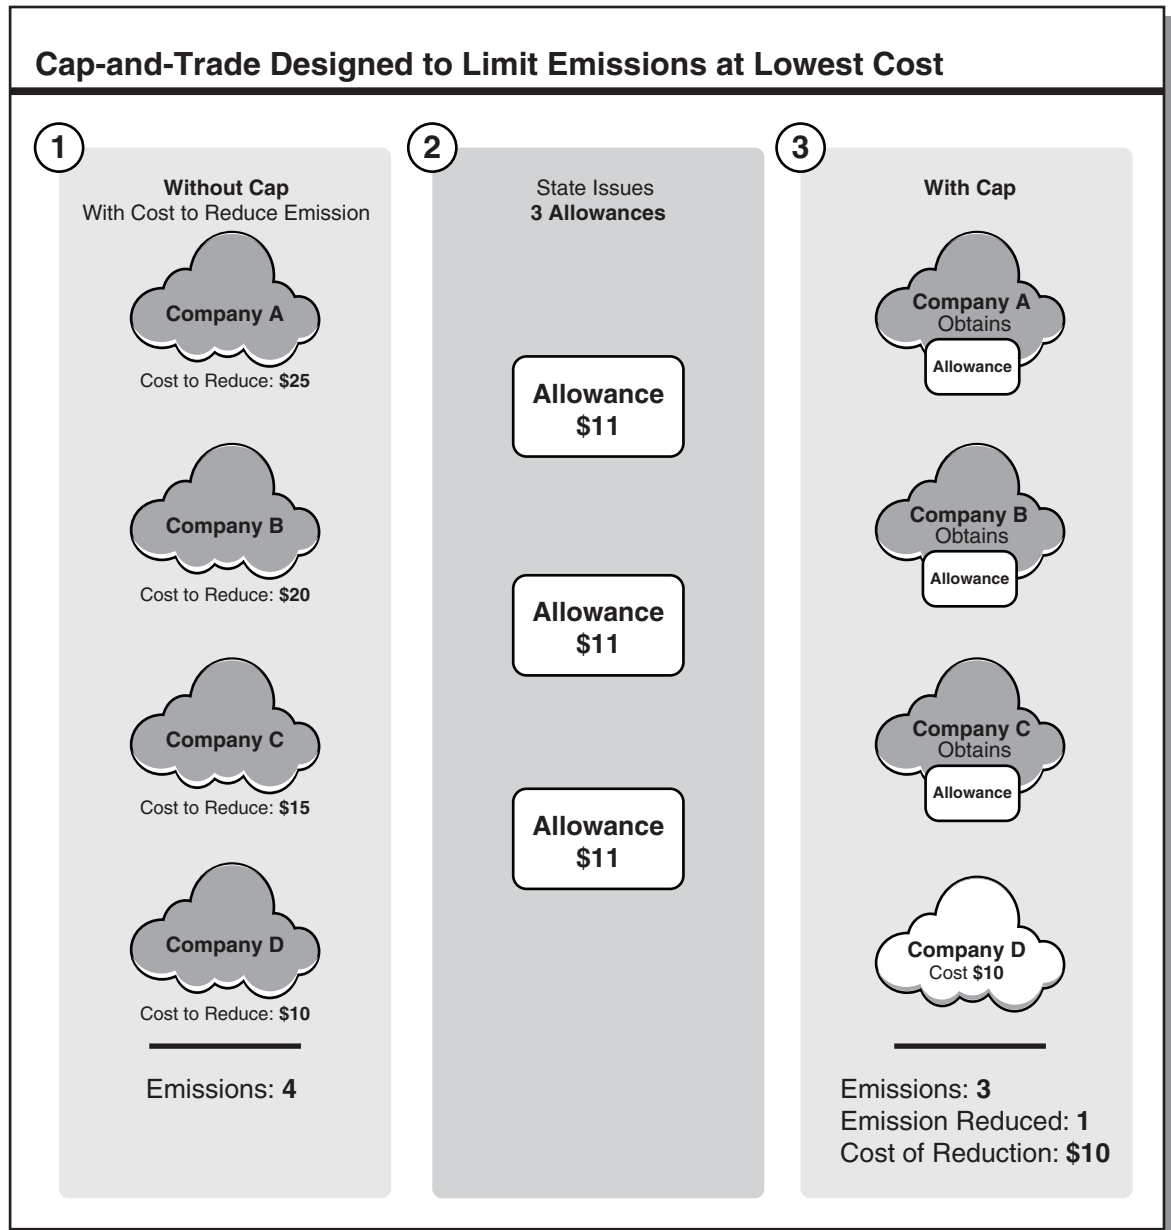 Cap-and-Trade Designed to Limit Emissions at Lowest Cost
1
Without Cap
With Cost to Reduce Emission
Company A
Cost to Reduce: $25
Company B
Cost to Reduce: $20
Company C
Cost to Reduce: $15
Company D
Cost to Reduce: $10
Emissions: 4
2
State Issues
3 Allowances
Allowance
$11
Allowance
$11
Allowance
$11
3
With Cap
Company A
Obtains
Allowance
Company B
Obtains
Allowance
Company C
Obtains
Allowance
Company D
Cost $10
Emissions: 3
Emission Reduced: 1
Cost of Reduction: $10